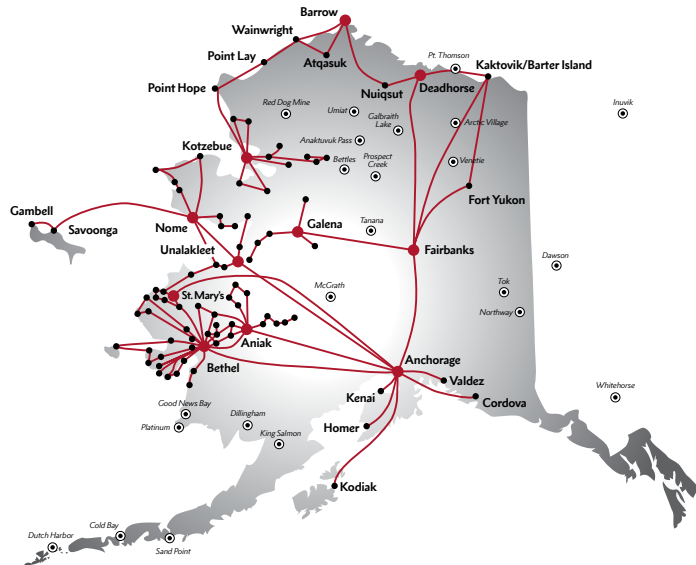 Barrow
Wainwright
Pt. Thomson
Point Lay
Atqasuk
Kaktovik/Barter Island
Point Hope
Nuiqsut
Deadhorse
Red Dog Mine
Umiat
Galbraith
Lake
Inuvik
Arctic Village
Anaktuvuk Pass
Kotzebue
Bettles
Prospect
Creek
Venetie
Fort Yukon
Gambell
Savoonga
Nome
Galena
Tanana
Unalakleet
Fairbanks
Dawson
Tok
St. Mary's
McGrath
Northway
Aniak
Anchorage
Bethel
Valdez
Kenai
Cordova
Whitehorse
Good News Bay
Platinum
Dillingham
Homer
King Salmon
Kodiak
Cold Bay
Dutch Harbor
Sand Point